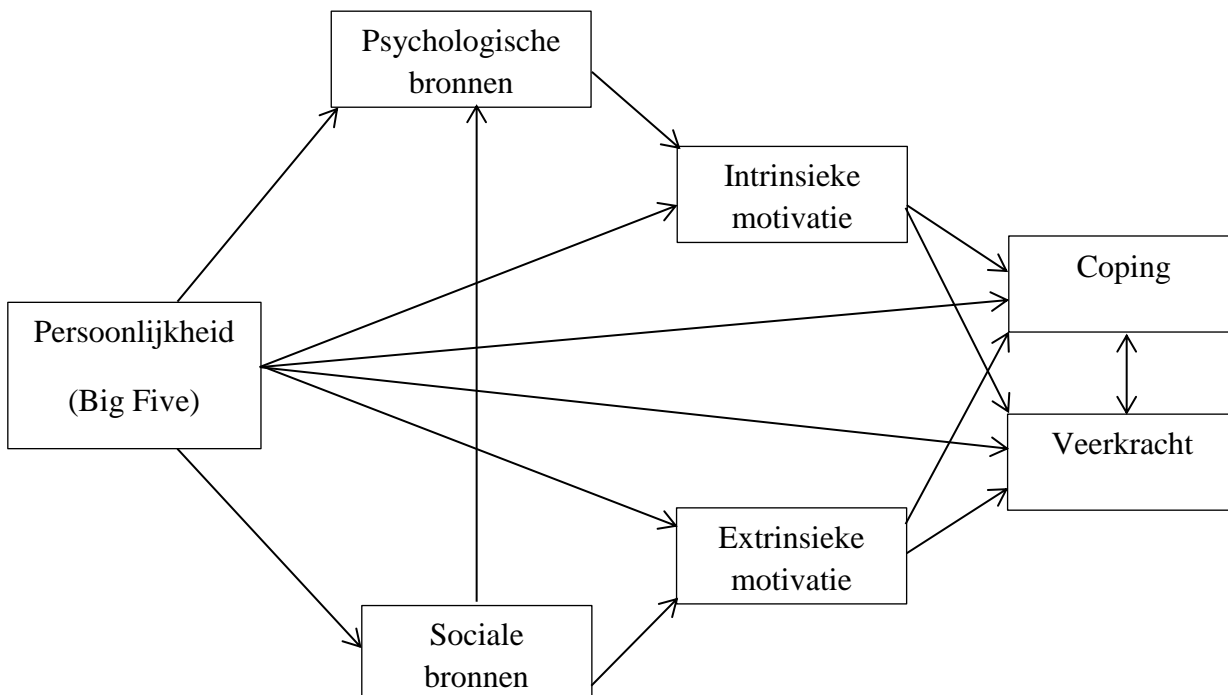 Psychologische
bronnen
Intrinsieke
motivatie
Coping
Persoonlijkheid
(Big Five)
Veerkracht
Extrinsieke
motivatie
Sociale
bronnen